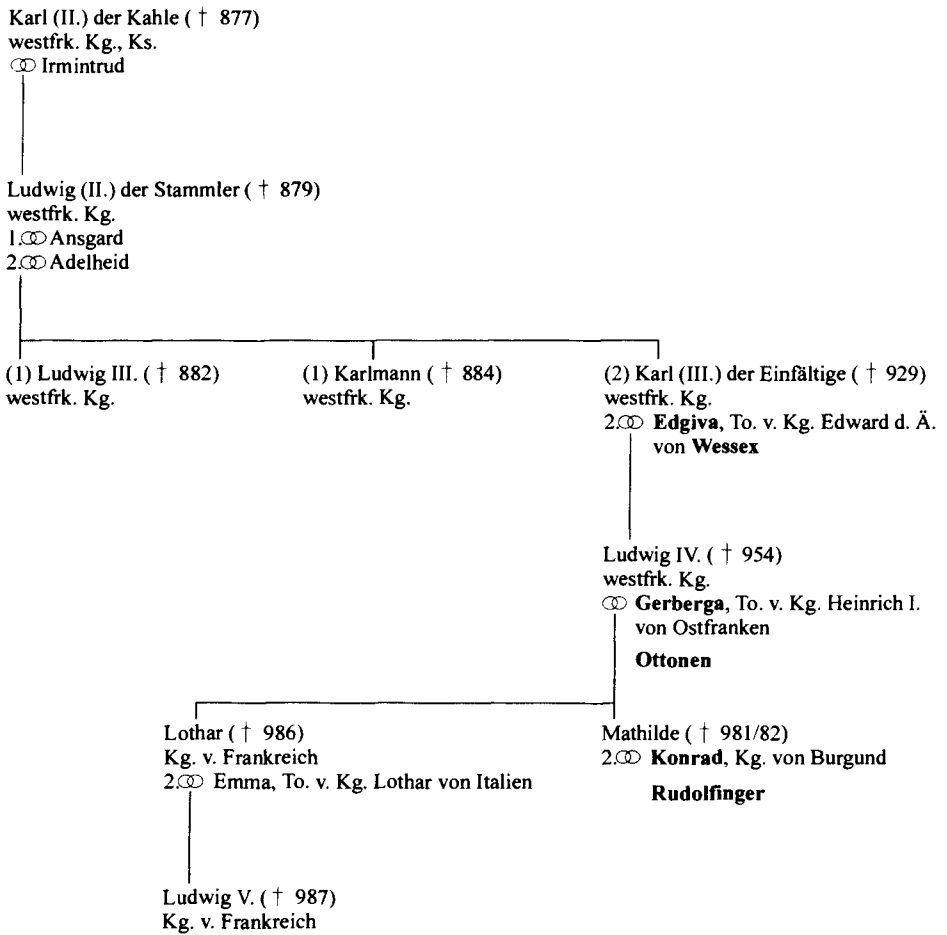 Karl (II.) der Kahle ( † 877)
westfrk. Kg., Ks.
⚭ Irmintrud
Ludwig (II.) der Stammler ( † 879)
westfrk. Kg.
1.⚭ Ansgard
2.⚭ Adelheid
(1) Ludwig III. ( † 882)
westfrk. Kg.
(1) Karlmann ( † 884)
westfrk. Kg.
(2) Karl (III.) der Einfältige ( † 929)
westfrk. Kg.
2.⚭ Edgiva, To. v. Kg. Edward d. Ä.
von Wessex
Ludwig IV. ( † 954)
westfrk. Kg.
⚭ Gerberga, To. v. Kg. Heinrich I.
von Ostfranken
Ottonen
Lothar ( † 986)
Kg. v. Frankreich
2.⚭ Emma, To. v. Kg. Lothar von Italien
Mathilde ( † 981/82)
2.⚭ Konrad, Kg. von Burgund
Rudolfinger
Ludwig V. ( † 987)
Kg. v. Frankreich